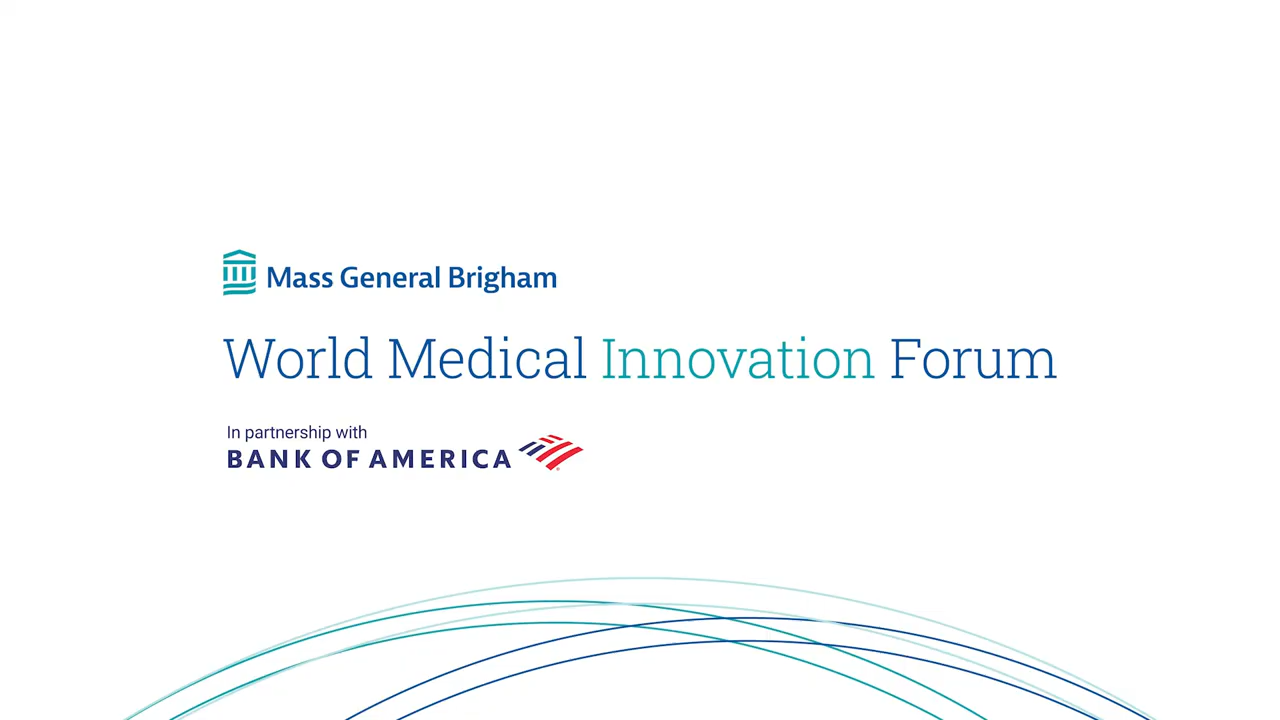 Mass General Brigham
World Medical Innovation Forum
In partnership with
BANK OF AMERICA